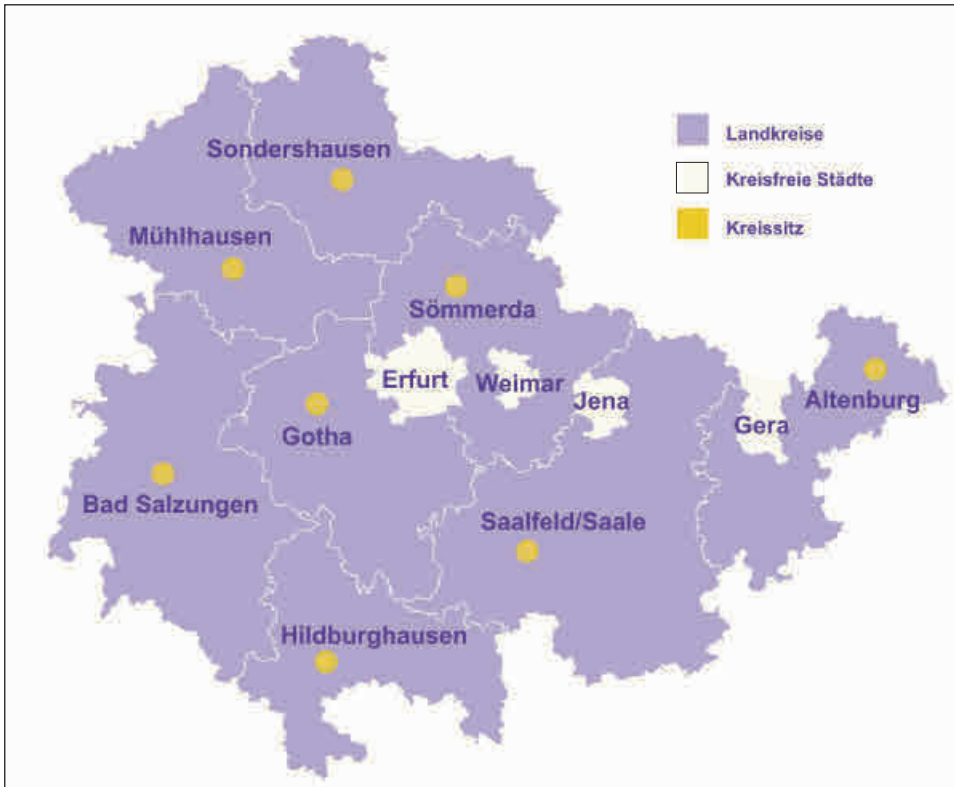 Sondershausen
Landkreise
Kreisfreie Städte
Kreissitz
Mühlhausen
Sömmerda
Erfurt
Weimar
Jena
Altenburg
Gera
Gotha
Bad Salzungen
Saalfeld/Saale
Hildburghausen